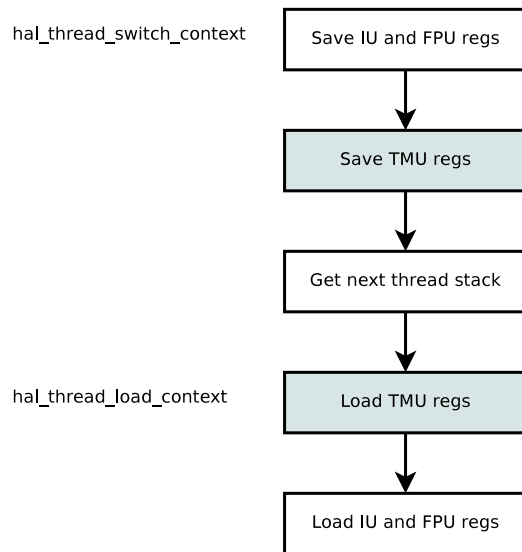 hal_thread_switch_context
Save IU and FPU regs
Save TMU regs
Get next thread stack
hal_thread_load_context
Load TMU regs
Load IU and FPU regs